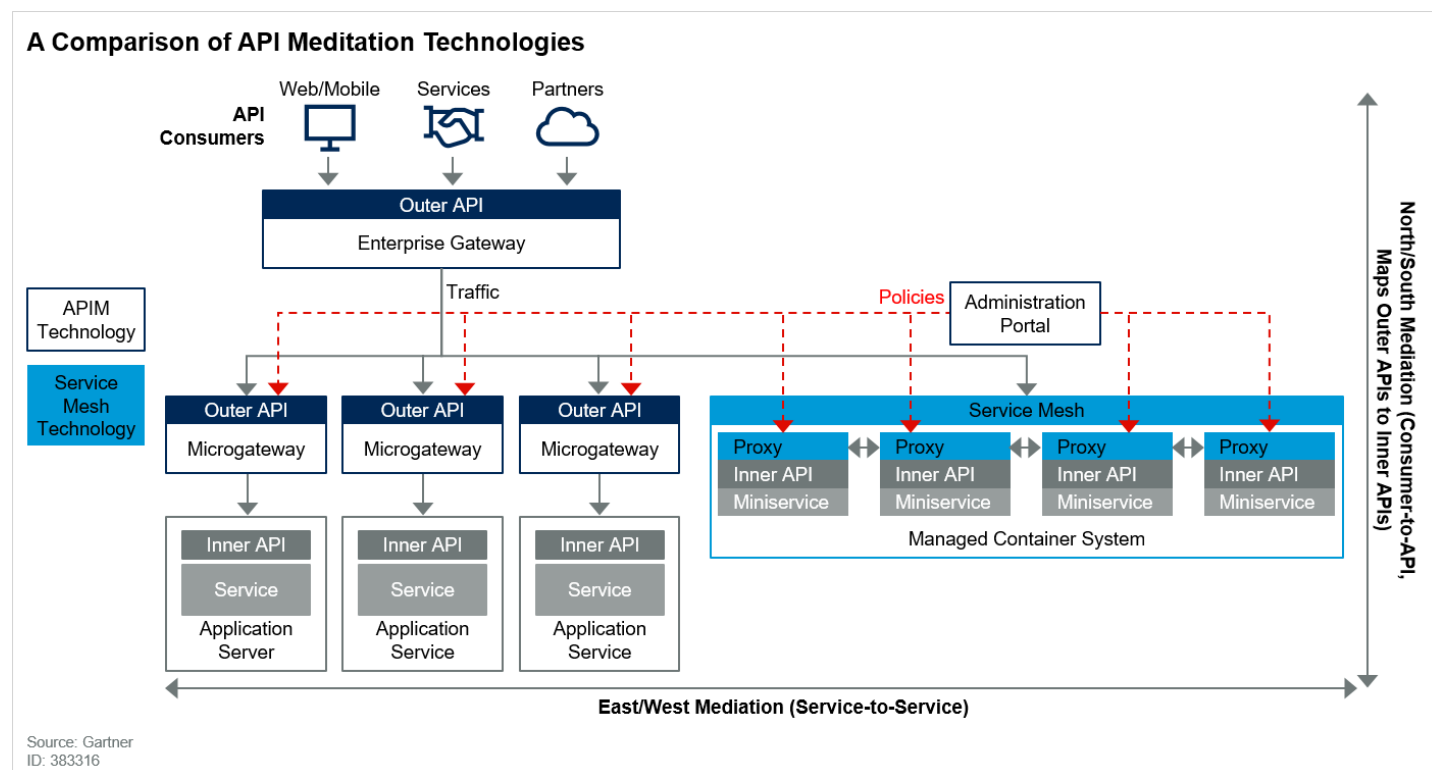 A Comparison of API Meditation Technologies
Web/Mobile
Services
Partners
API
Consumers
Outer API
Enterprise Gateway
Traffic
Policies
Administration
Portal
APIM
Technology
Service
Mesh
Technology
Outer API
Microgateway
Outer API
Microgateway
Outer API
Microgateway
Service Mesh
Proxy
Inner API
Miniservice
Proxy
Inner API
Miniservice
Proxy
Inner API
Miniservice
Proxy
Inner API
Miniservice
Managed Container System
Inner API
Service
Application
Server
Inner API
Service
Application
Service
Inner API
Service
Application
Service
North/South Mediation (Consumer-to-API,
Maps Outer APIs to Inner APIs)
East/West Mediation (Service-to-Service)
Source: Gartner
ID: 383316